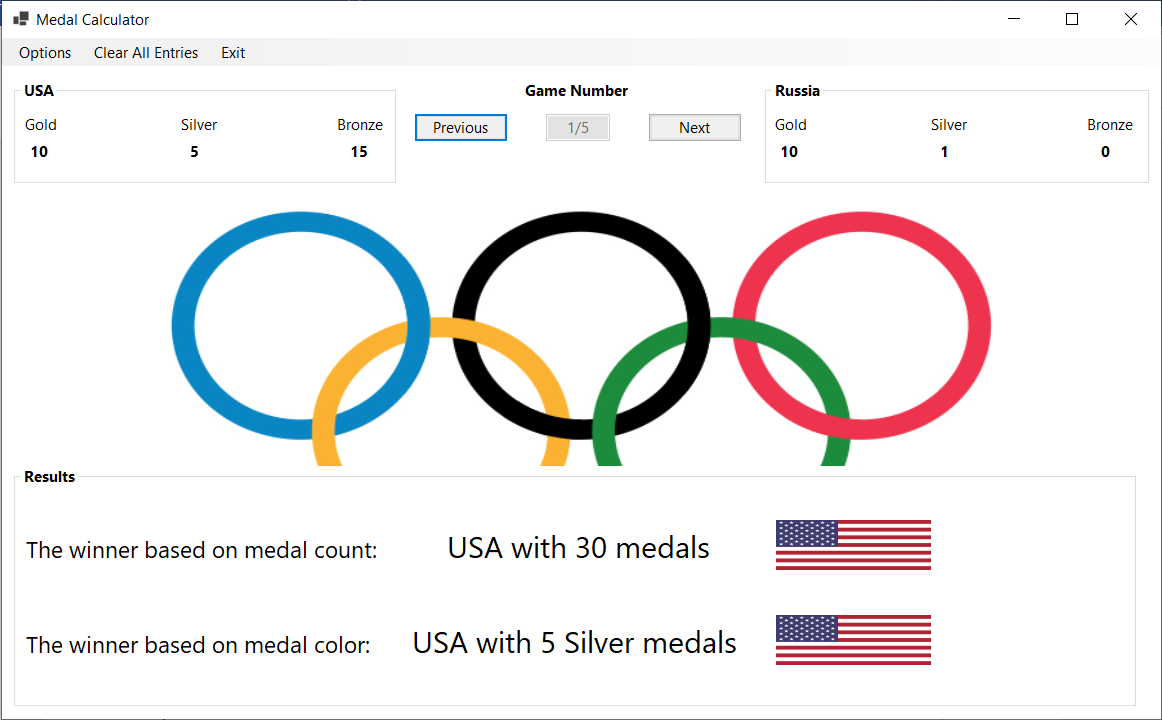 Medal Calculator
Options Clear All Entries Exit
USA
Gold Silver Bronze
10 5 15
Game Number
Previous 1/5 Next
Russia
Gold Silver Bronze
10 1 0
Results
The winner based on medal count: USA with 30 medals
The winner based on medal color: USA with 5 Silver medals